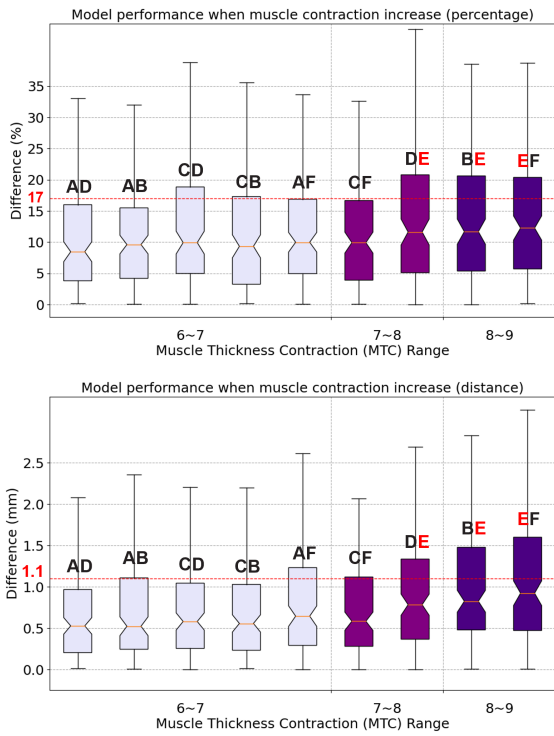 Model performance when muscle contraction increase (percentage)
Difference (%)
35
30
25
20
17
15
10
5
0
AD
AB
CD
CB
AF
CF
DE
BE
EF
6~7
7~8
8~9
Muscle Thickness Contraction (MTC) Range
Model performance when muscle contraction increase (distance)
Difference (mm)
2.5
2.0
1.5
1.1
1.0
0.5
0.0
AD
AB
CD
CB
AF
CF
DE
BE
EF
6~7
7~8
8~9
Muscle Thickness Contraction (MTC) Range